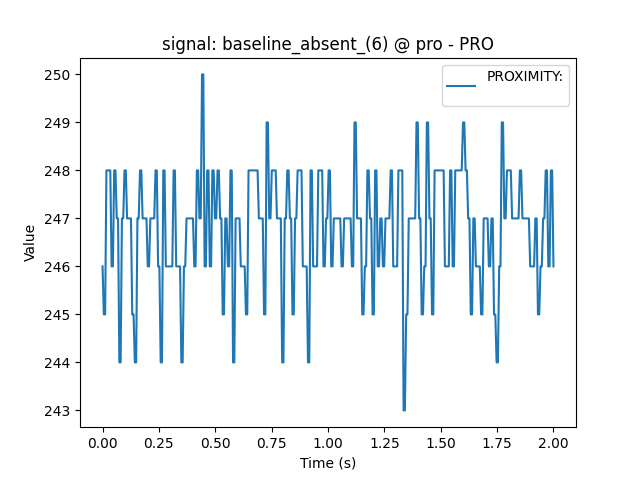 signal: baseline_absent_(6) @ pro - PRO
PROXIMITY:
250
249
248
247
246
245
244
243
Value
0.00 0.25 0.50 0.75 1.00 1.25 1.50 1.75 2.00
Time (s)